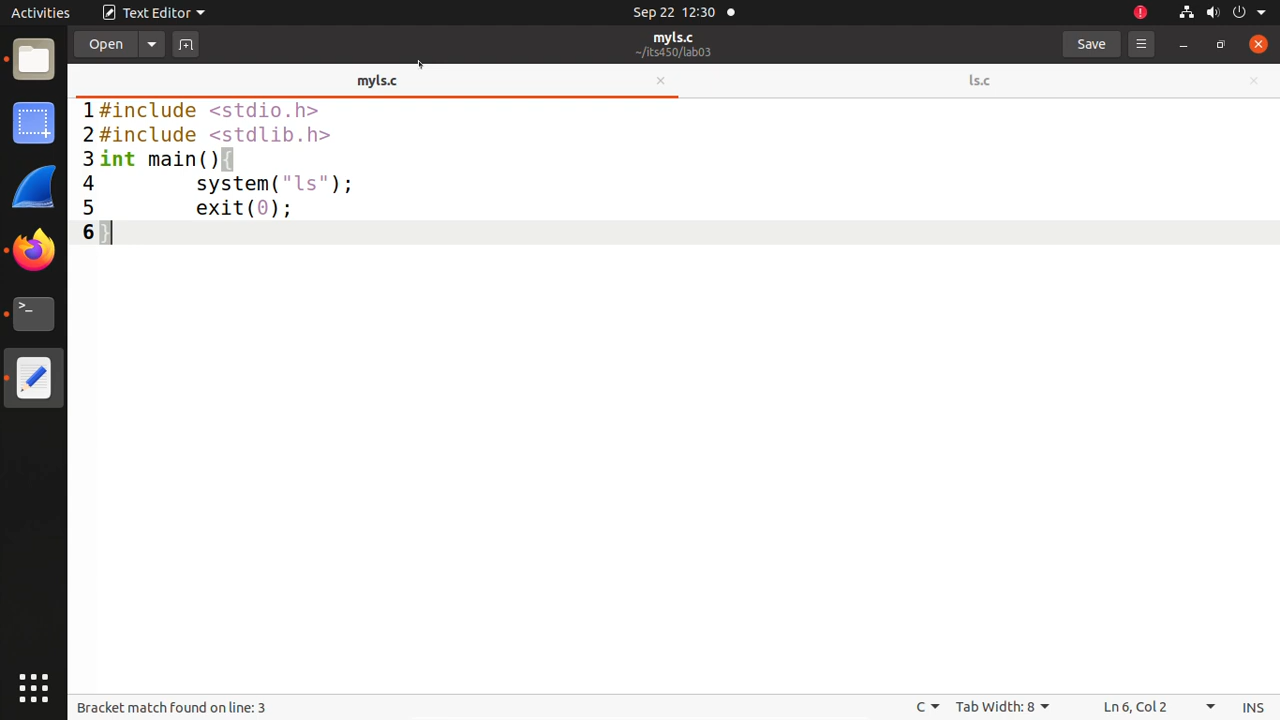 Activities Text Editor Sep 22 12:30
Open myls.c Save
~/its450/lab03
myls.c ls.c
1 #include <stdio.h>
2 #include <stdlib.h>
3 int main(){
4 system("ls");
5 exit(0);
6 }
Bracket match found on line: 3 C Tab Width: 8 Ln 6, Col 2 INS